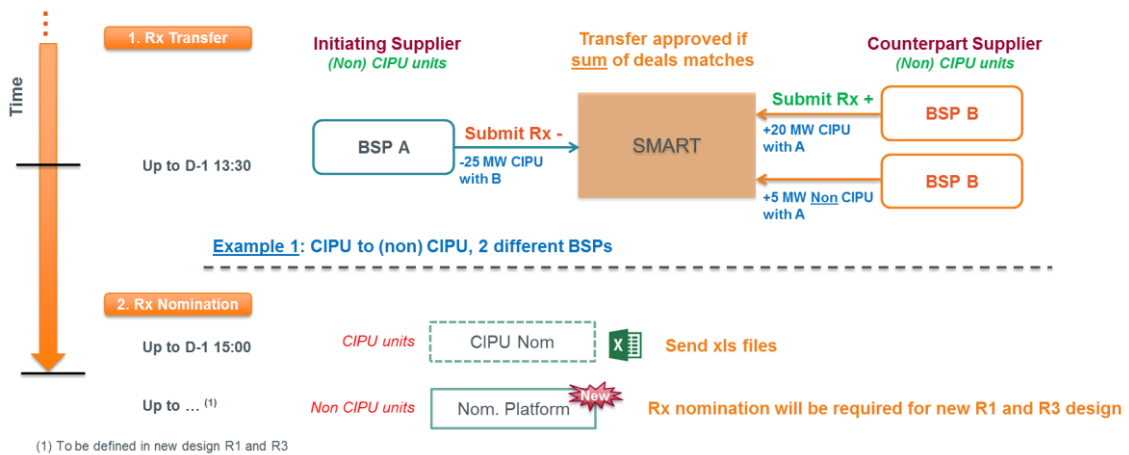 Time
1. Rx Transfer
Initiating Supplier
(Non) CIPU units
Transfer approved if
sum of deals matches
Counterpart Supplier
(Non) CIPU units
BSP A
Submit Rx -
-25 MW CIPU
with B
SMART
Submit Rx +
+20 MW CIPU
with A
BSP B
+5 MW Non CIPU
with A
BSP B
Up to D-1 13:30
Example 1: CIPU to (non) CIPU, 2 different BSPs
2. Rx Nomination
Up to D-1 15:00
CIPU units
CIPU Nom
X
Send xls files
Up to ... (1)
Non CIPU units
Nom. Platform
New
Rx nomination will be required for new R1 and R3 design
(1) To be defined in new design R1 and R3